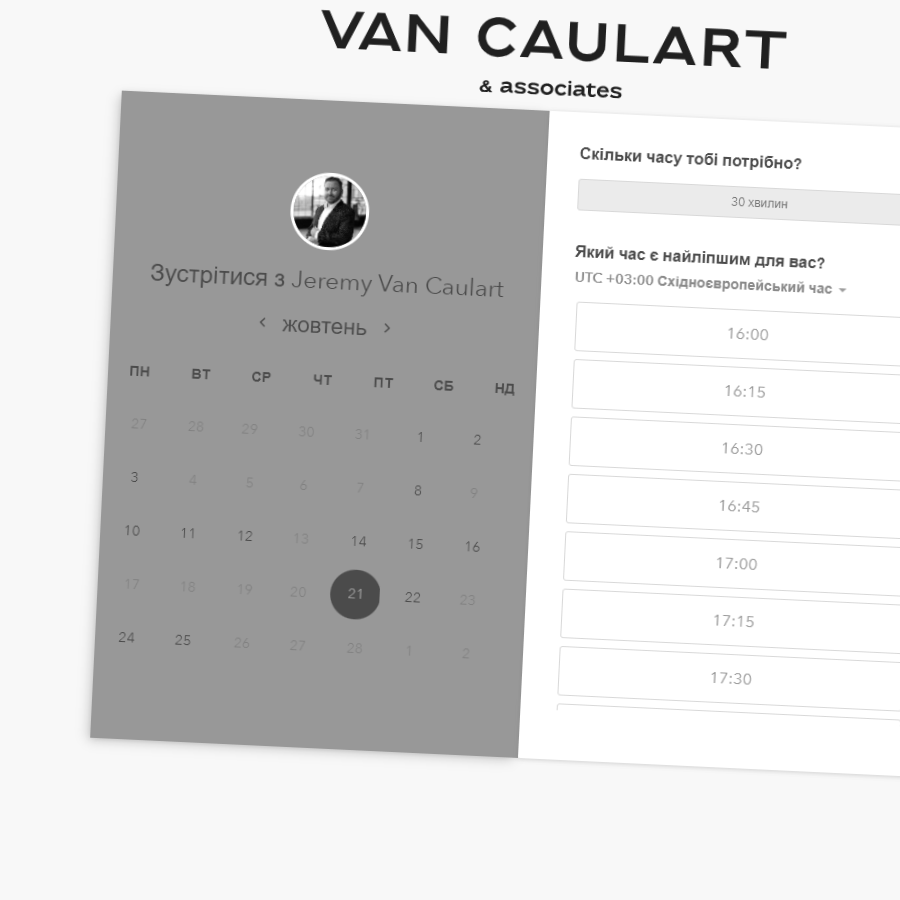 VAN CAULART
& associates
Зустрітися з Jeremy Van Caulart
‹ жовтень ›
ПН ВТ СР ЧТ ПТ СБ НД
27 28 29 30 31 1 2
3 4 5 6 7 8 9
10 11 12 13 14 15 16
17 18 19 20 21 22 23
24 25 26 27 28 1 2
Скільки часу тобі потрібно?
30 хвилин
Який час є найліпшим для вас?
UTC +03:00 Східноєвропейський час
16:00
16:15
16:30
16:45
17:00
17:15
17:30